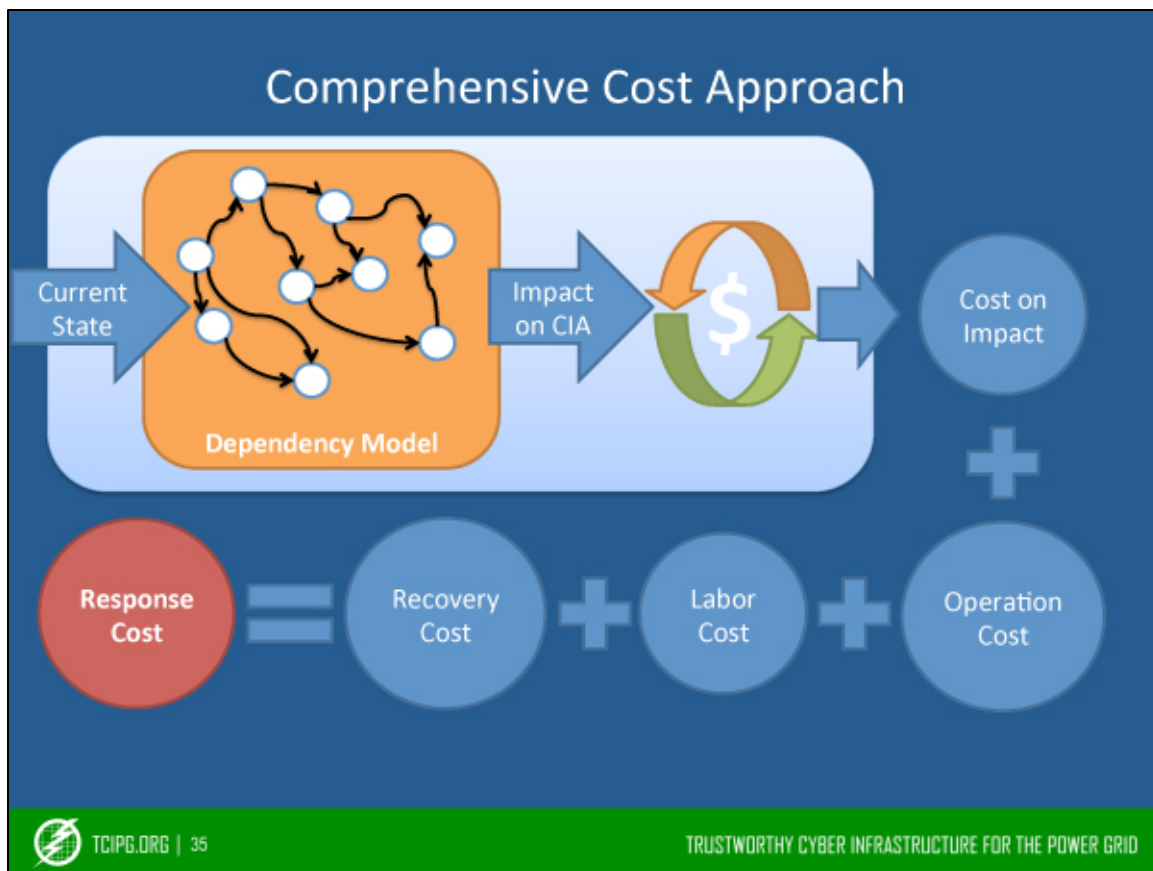 Comprehensive Cost Approach
Current
State
Dependency Model
Impact
on CIA
$
Cost on
Impact
Response
Cost
Recovery
Cost
Labor
Cost
Operation
Cost
TCIPG.ORG | 35
TRUSTWORTHY CYBER INFRASTRUCTURE FOR THE POWER GRID